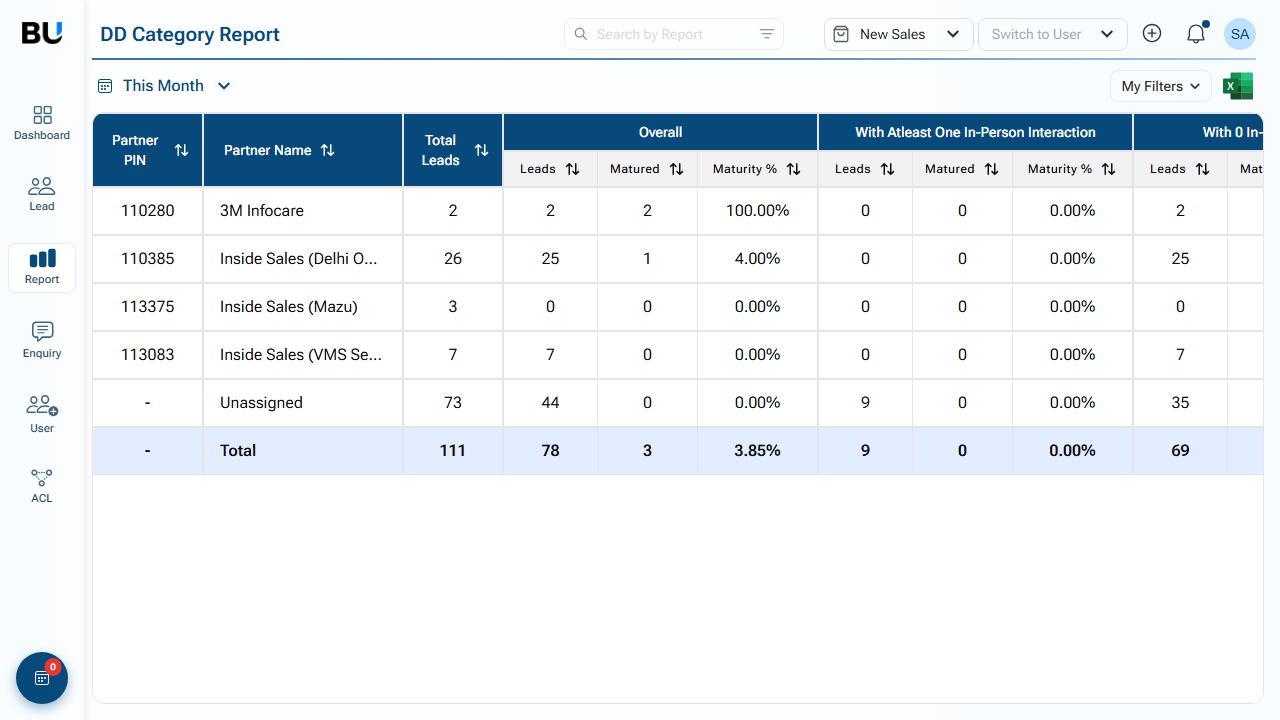 BU
DD Category Report
Search by Report
New Sales
Switch to User
SA
This Month
My Filters
X
Dashboard
Lead
Report
Enquiry
User
ACL
0
Partner PIN Partner Name Total Leads Overall With Atleast One In-Person Interaction With 0 In-
Leads Matured Maturity % Leads Matured Maturity % Leads Mat
110280 3M Infocare 2 2 2 100.00% 0 0 0.00% 2
110385 Inside Sales (Delhi O... 26 25 1 4.00% 0 0 0.00% 25
113375 Inside Sales (Mazu) 3 0 0 0.00% 0 0 0.00% 0
113083 Inside Sales (VMS Se... 7 7 0 0.00% 0 0 0.00% 7
- Unassigned 73 44 0 0.00% 9 0 0.00% 35
- Total 111 78 3 3.85% 9 0 0.00% 69